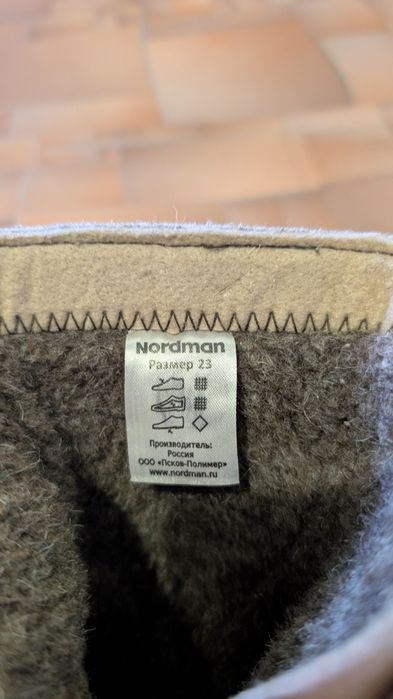 Nordman
Размер 23
Производитель:
Россия
ООО «Псков-Полимер»
www.nordman.ru